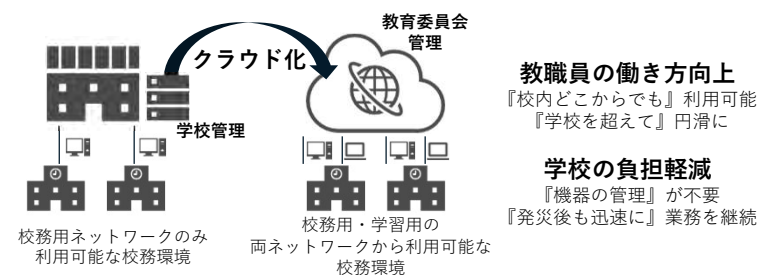 クラウド化
教育委員会
管理
学校管理
校務用ネットワークのみ
利用可能な校務環境
校務用・学習用の
両ネットワークから利用可能な
校務環境
教職員の働き方向上
『校内どこからでも』利用可能
『学校を超えて』円滑に
学校の負担軽減
『機器の管理』が不要
『発災後も迅速に』業務を継続